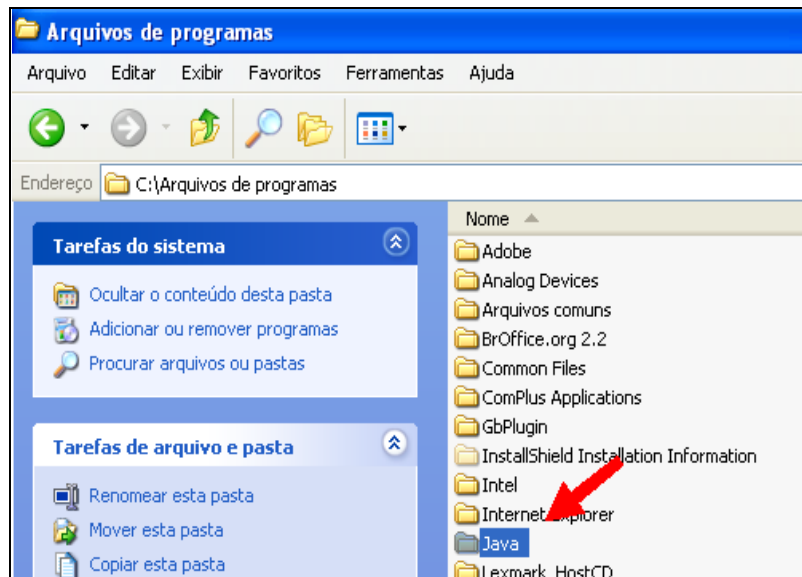 Arquivos de programas
Arquivo Editar Exibir Favoritos Ferramentas Ajuda
Endereço C:\Arquivos de programas
Tarefas do sistema
Ocultar o conteúdo desta pasta
Adicionar ou remover programas
Procurar arquivos ou pastas
Tarefas de arquivo e pasta
Renomear esta pasta
Mover esta pasta
Copiar esta pasta
Nome
Adobe
Analog Devices
Arquivos comuns
BrOffice.org 2.2
Common Files
ComPlus Applications
GbPlugin
InstallShield Installation Information
Intel
Internet Explorer
Java
Lexmark_HostCD